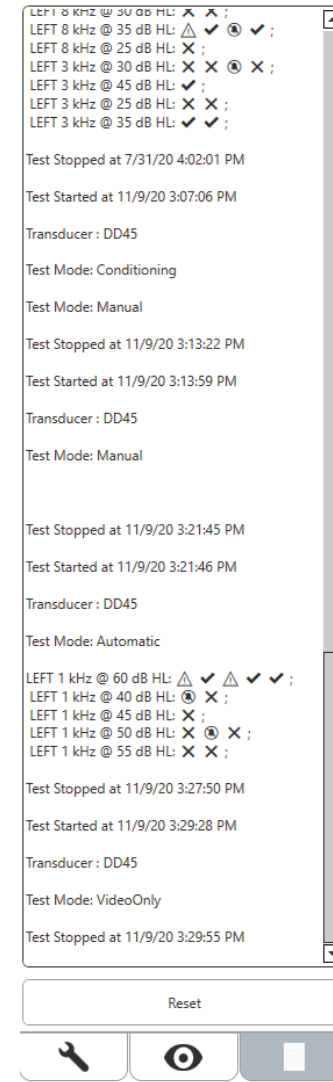 LEFT 8 kHz @ 30 dB HL: ✕ ✕ ;
LEFT 8 kHz @ 35 dB HL: ⚠ ✔ 🔕 ✔ ;
LEFT 8 kHz @ 25 dB HL: ✕ ;
LEFT 3 kHz @ 30 dB HL: ✕ ✕ 🔕 ✕ ;
LEFT 3 kHz @ 45 dB HL: ✔ ;
LEFT 3 kHz @ 25 dB HL: ✕ ✕ ;
LEFT 3 kHz @ 35 dB HL: ✔ ✔ ;
Test Stopped at 7/31/20 4:02:01 PM
Test Started at 11/9/20 3:07:06 PM
Transducer : DD45
Test Mode: Conditioning
Test Mode: Manual
Test Stopped at 11/9/20 3:13:22 PM
Test Started at 11/9/20 3:13:59 PM
Transducer : DD45
Test Mode: Manual
Test Stopped at 11/9/20 3:21:45 PM
Test Started at 11/9/20 3:21:46 PM
Transducer : DD45
Test Mode: Automatic
LEFT 1 kHz @ 60 dB HL: ⚠ ✔ ⚠ ✔ ✔ ;
LEFT 1 kHz @ 40 dB HL: 🔕 ✕ ;
LEFT 1 kHz @ 45 dB HL: ✕ ;
LEFT 1 kHz @ 50 dB HL: ✕ 🔕 ✕ ;
LEFT 1 kHz @ 55 dB HL: ✕ ✕ ;
Test Stopped at 11/9/20 3:27:50 PM
Test Started at 11/9/20 3:29:28 PM
Transducer : DD45
Test Mode: VideoOnly
Test Stopped at 11/9/20 3:29:55 PM
Reset